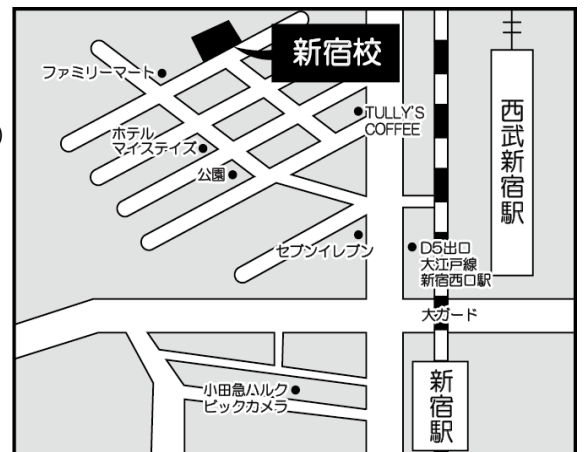 新宿校
ファミリーマート
TULLY'S
COFFEE
西武新宿駅
ホテル
マイステイズ
公園
セブンイレブン
D5出口
大江戸線
新宿西口駅
大ガード
小田急ハルク
ビックカメラ
新宿駅